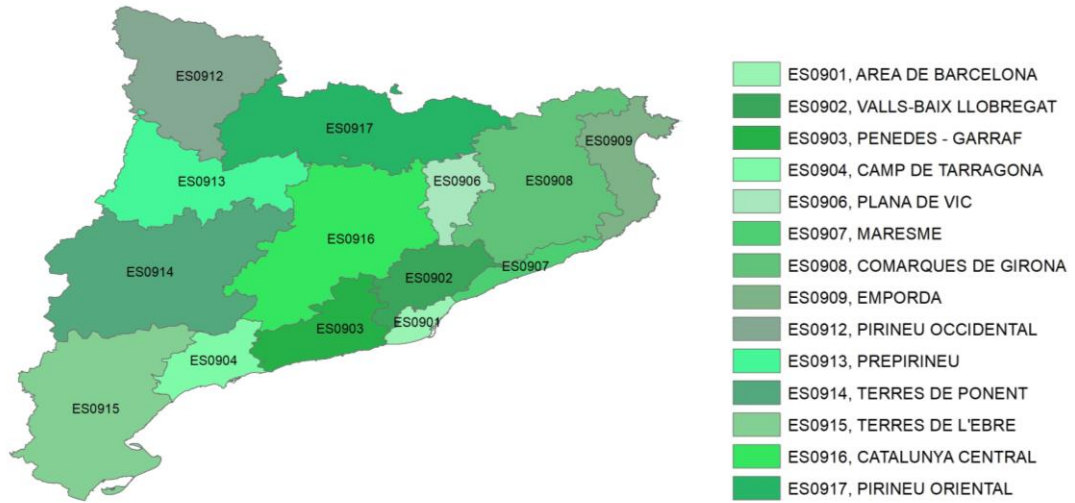 ES0912
ES0917
ES0909
ES0913
ES0906
ES0908
ES0916
ES0914
ES0907
ES0902
ES0901
ES0903
ES0904
ES0915
ES0901, AREA DE BARCELONA
ES0902, VALLS-BAIX LLOBREGAT
ES0903, PENEDES - GARRAF
ES0904, CAMP DE TARRAGONA
ES0906, PLANA DE VIC
ES0907, MARESME
ES0908, COMARQUES DE GIRONA
ES0909, EMPORDA
ES0912, PIRINEU OCCIDENTAL
ES0913, PREPIRINEU
ES0914, TERRES DE PONENT
ES0915, TERRES DE L'EBRE
ES0916, CATALUNYA CENTRAL
ES0917, PIRINEU ORIENTAL